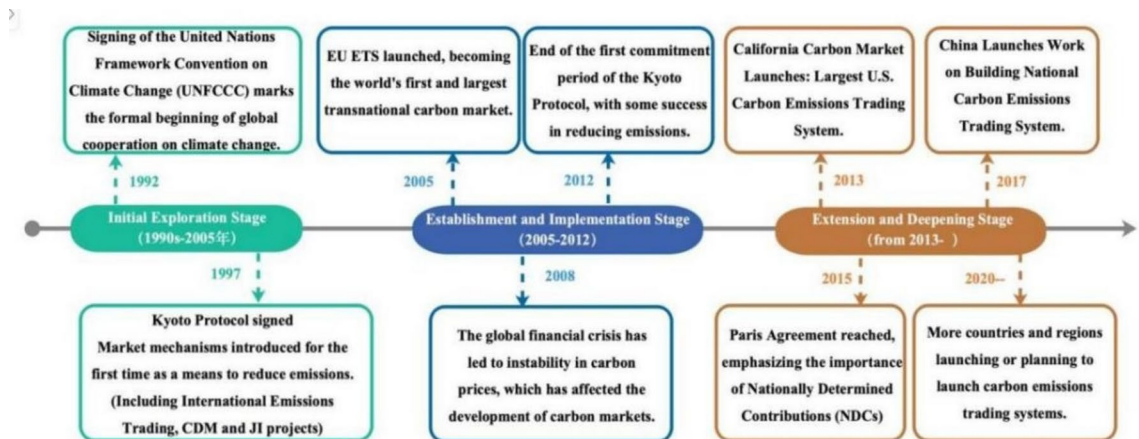 Signing of the United Nations
Framework Convention on
Climate Change (UNFCCC) marks
the formal beginning of global
cooperation on climate change.
EU ETS launched, becoming
the world's first and largest
transnational carbon market.
End of the first commitment
period of the Kyoto
Protocol, with some success
in reducing emissions.
California Carbon Market
Launches: Largest U.S.
Carbon Emissions Trading
System.
China Launches Work
on Building National
Carbon Emissions
Trading System.
1992
2005
2012
2013
2017
Initial Exploration Stage
(1990s-2005年)
Establishment and Implementation Stage
(2005-2012)
Extension and Deepening Stage
(from 2013- )
1997
2008
2015
2020--
Kyoto Protocol signed
Market mechanisms introduced for the
first time as a means to reduce emissions.
(Including International Emissions
Trading, CDM and JI projects)
The global financial crisis has
led to instability in carbon
prices, which has affected the
development of carbon markets.
Paris Agreement reached,
emphasizing the importance
of Nationally Determined
Contributions (NDCs)
More countries and regions
launching or planning to
launch carbon emissions
trading systems.